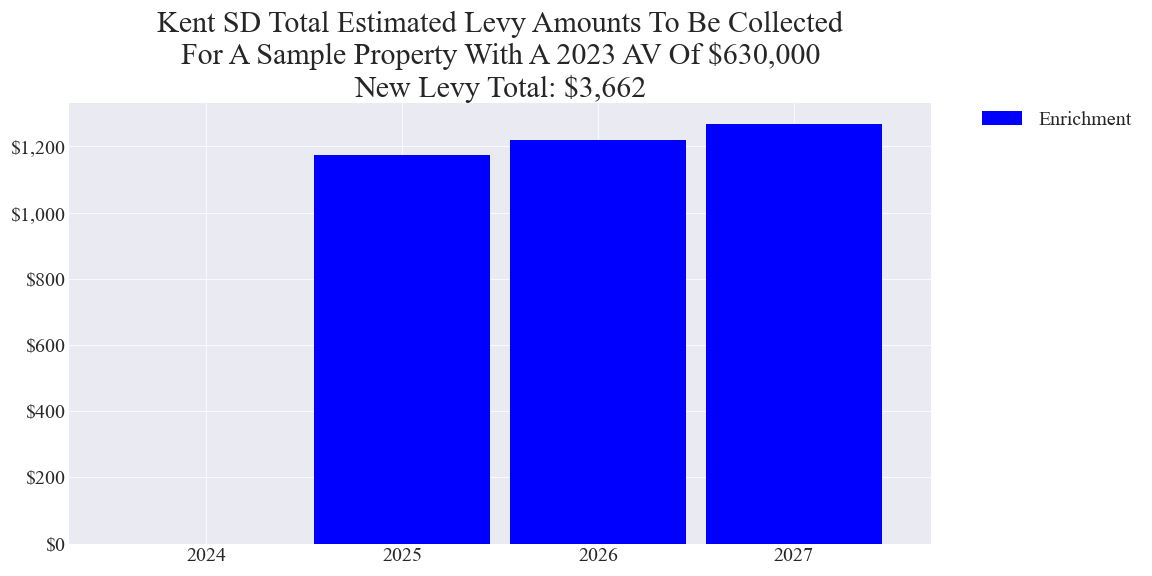 Kent SD Total Estimated Levy Amounts To Be Collected
For A Sample Property With A 2023 AV Of $630,000
New Levy Total: $3,662
Enrichment
$1,200
$1,000
$800
$600
$400
$200
$0
2024 2025 2026 2027